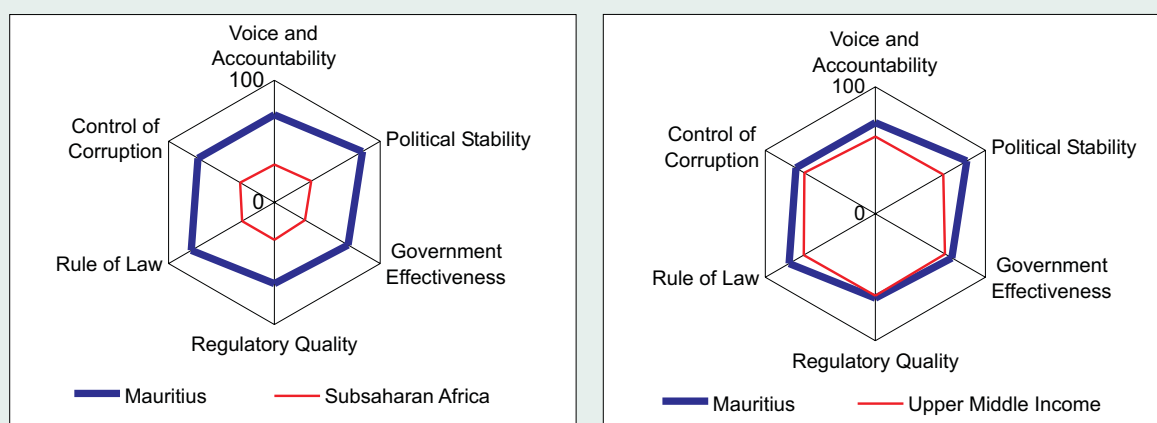 Voice and
Accountability
100
Control of
Corruption
Political Stability
0
Rule of Law
Government
Effectiveness
Regulatory Quality
Mauritius
Subsaharan Africa
Voice and
Accountability
100
Control of
Corruption
Political Stability
0
Rule of Law
Government
Effectiveness
Regulatory Quality
Mauritius
Upper Middle Income